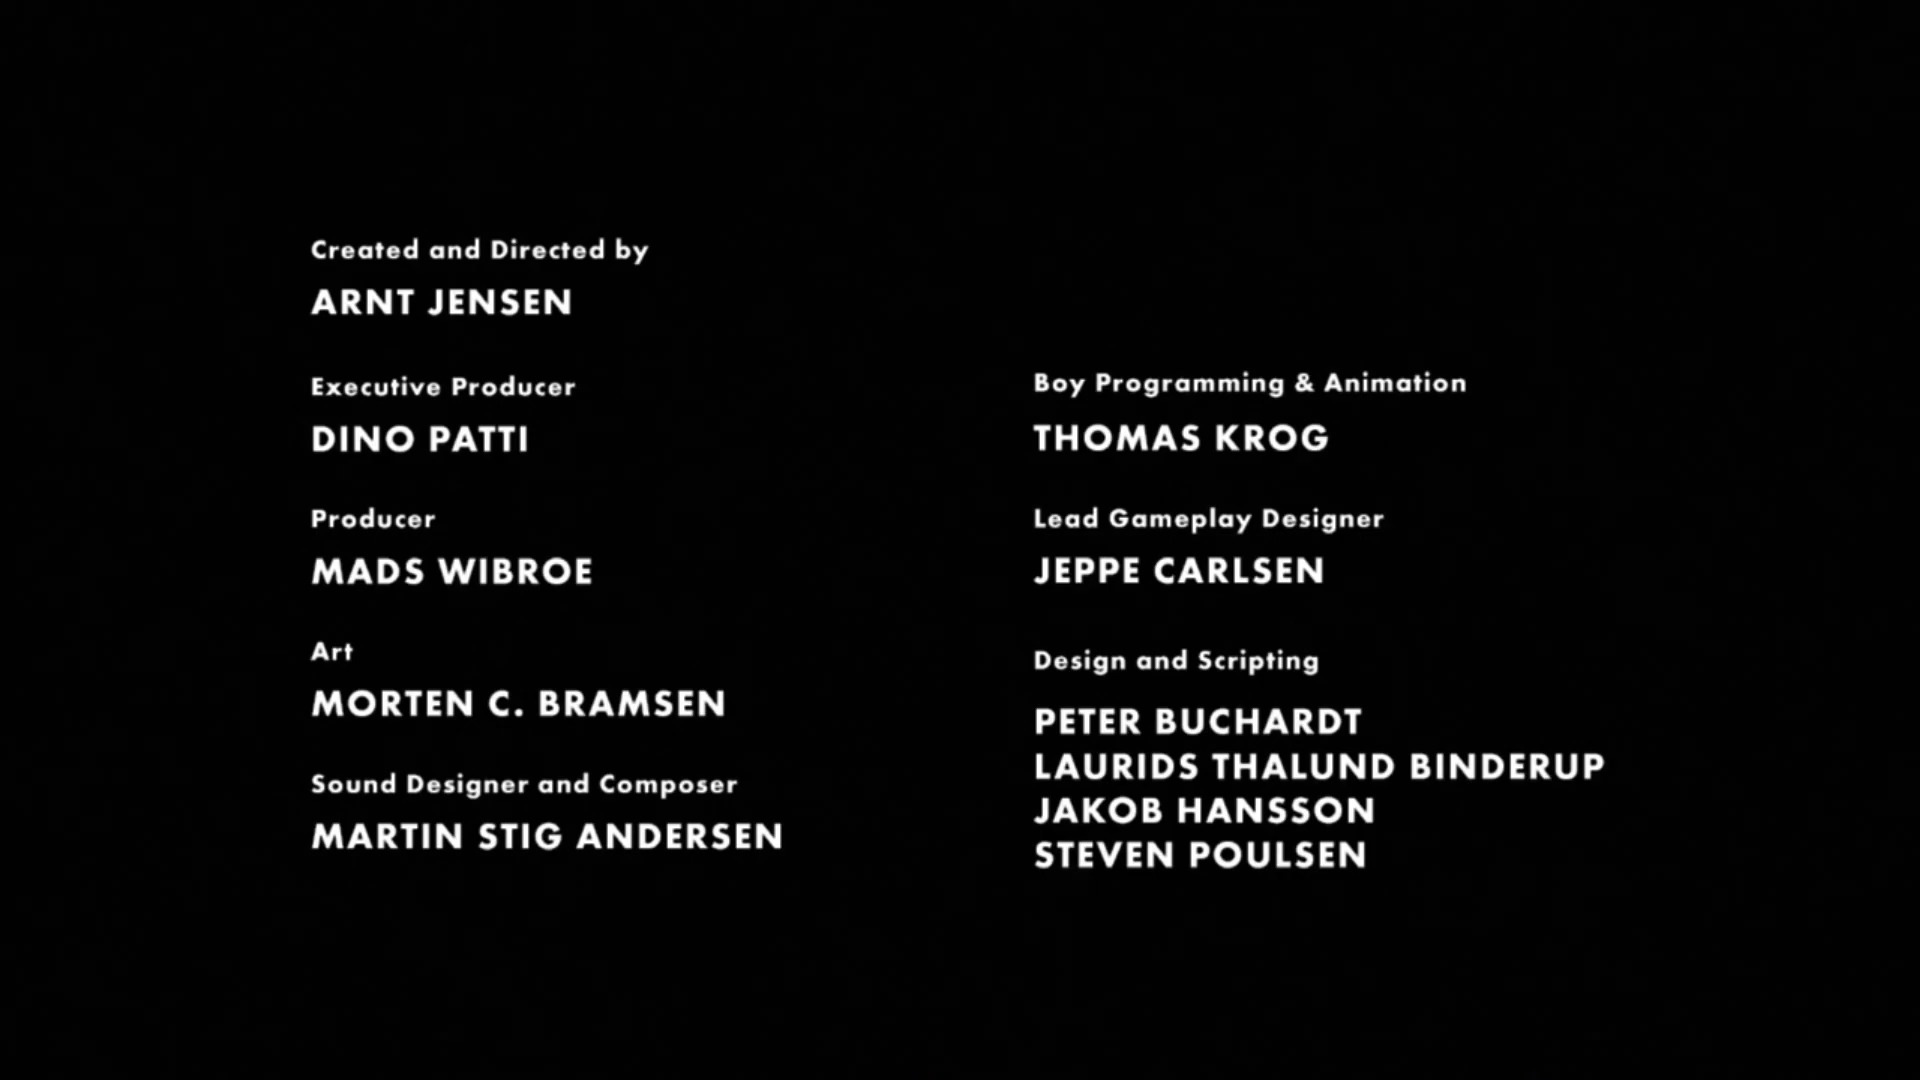 Created and Directed by
ARNT JENSEN
Executive Producer
DINO PATTI
Producer
MADS WIBROE
Art
MORTEN C. BRAMSEN
Sound Designer and Composer
MARTIN STIG ANDERSEN
Boy Programming & Animation
THOMAS KROG
Lead Gameplay Designer
JEPPE CARLSEN
Design and Scripting
PETER BUCHARDT
LAURIDS THALUND BINDERUP
JAKOB HANSSON
STEVEN POULSEN